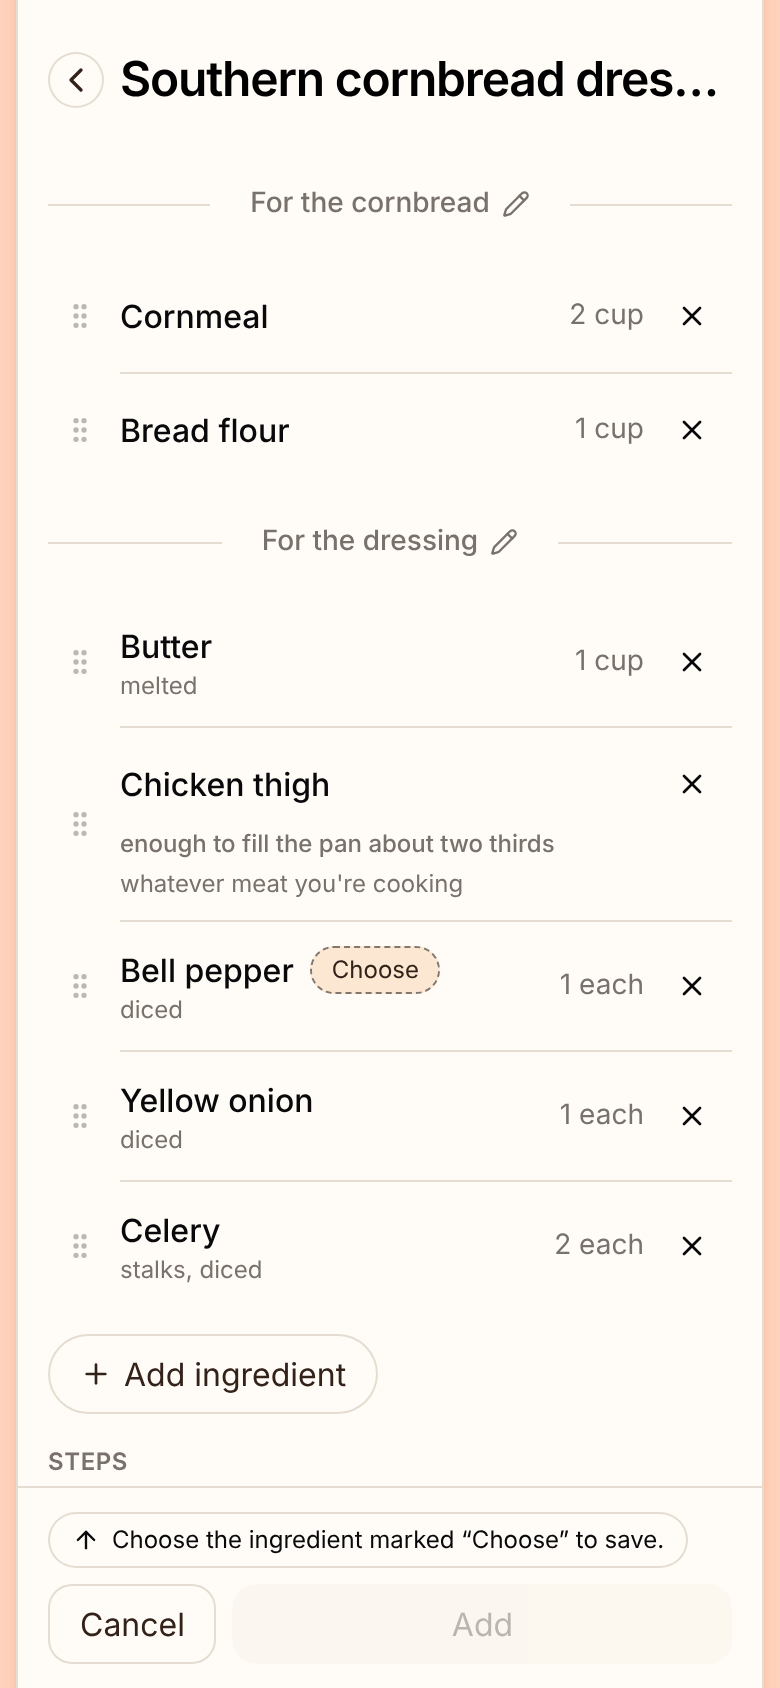 Southern cornbread dres...
For the cornbread
Cornmeal 2 cup
Bread flour 1 cup
For the dressing
Butter 1 cup
melted
Chicken thigh
enough to fill the pan about two thirds
whatever meat you're cooking
Bell pepper Choose 1 each
diced
Yellow onion 1 each
diced
Celery 2 each
stalks, diced
+ Add ingredient
STEPS
↑ Choose the ingredient marked “Choose” to save.
Cancel Add